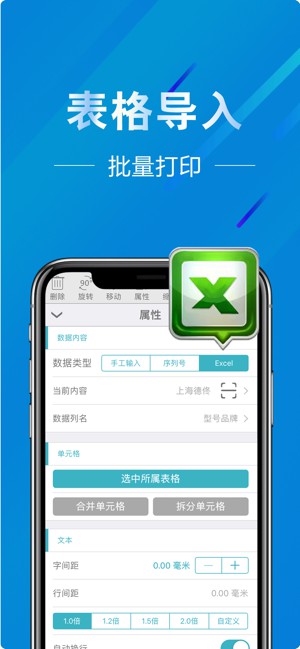 表格导入
批量打印
删除 90° 旋转 移动 属性
属性
数据内容
数据类型 手工输入 序列号 Excel
当前内容 上海德佟
数据列名 型号品牌
单元格
选中所属表格
合并单元格 拆分单元格
文本
字间距 0.00 毫米 — +
行间距 0.00 毫米
1.0倍 1.2倍 1.5倍 2.0倍 自定义
自动换行